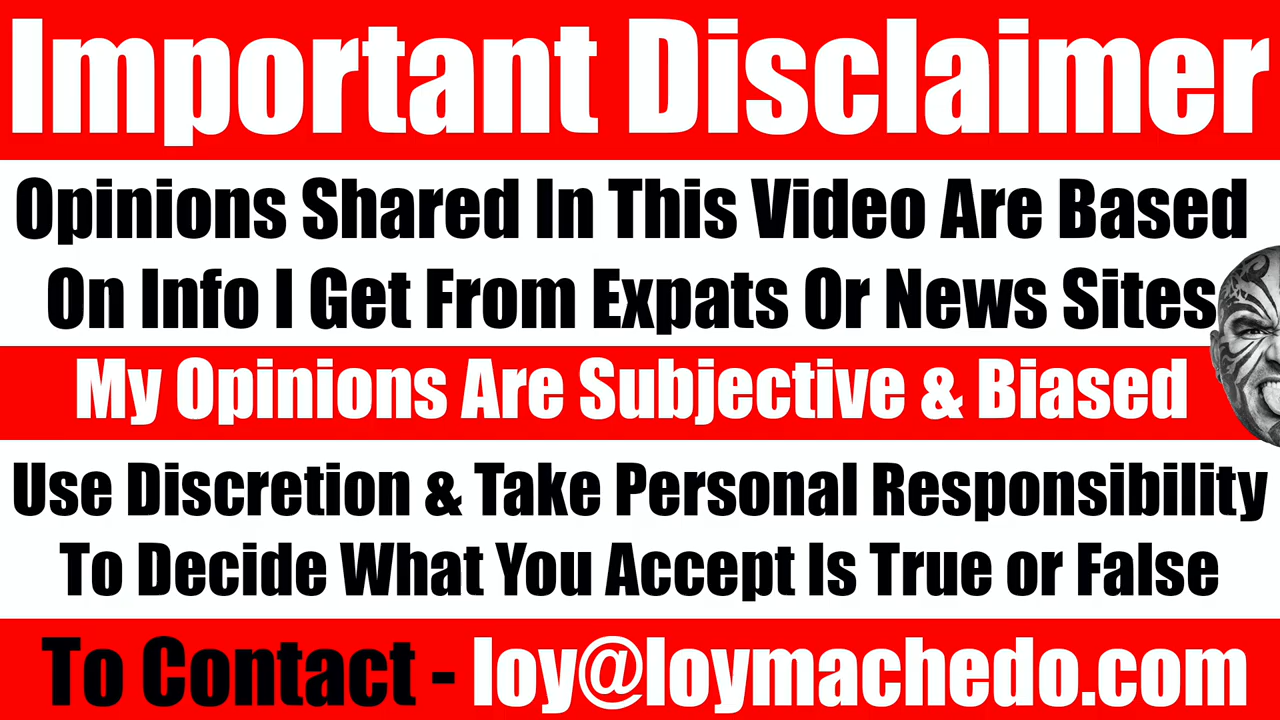 Important Disclaimer
Opinions Shared In This Video Are Based
On Info I Get From Expats Or News Sites
My Opinions Are Subjective & Biased
Use Discretion & Take Personal Responsibility
To Decide What You Accept Is True or False
To Contact - loy@loymachedo.com